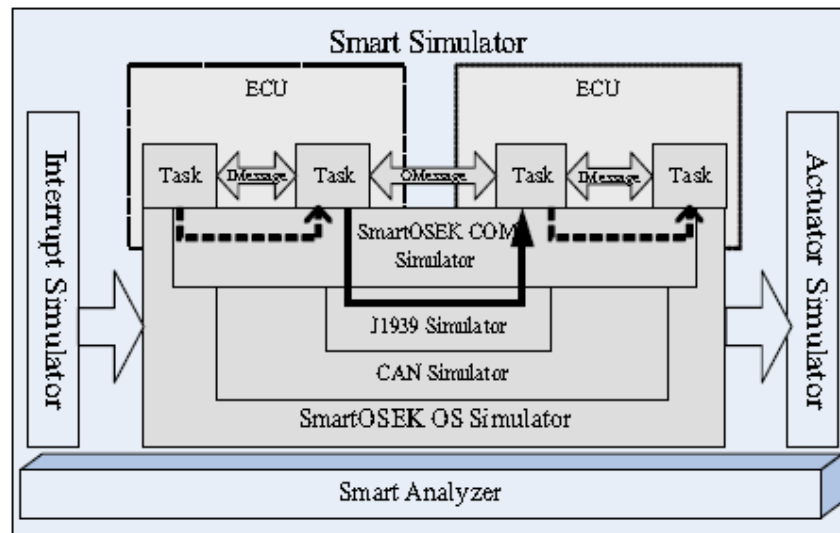 Smart Simulator
ECU
ECU
Interrupt Simulator
Task
IMessage
Task
OMessage
Task
IMessage
Task
Actuator Simulator
SmartOSEK COM
Simulator
J1939 Simulator
CAN Simulator
SmartOSEK OS Simulator
Smart Analyzer